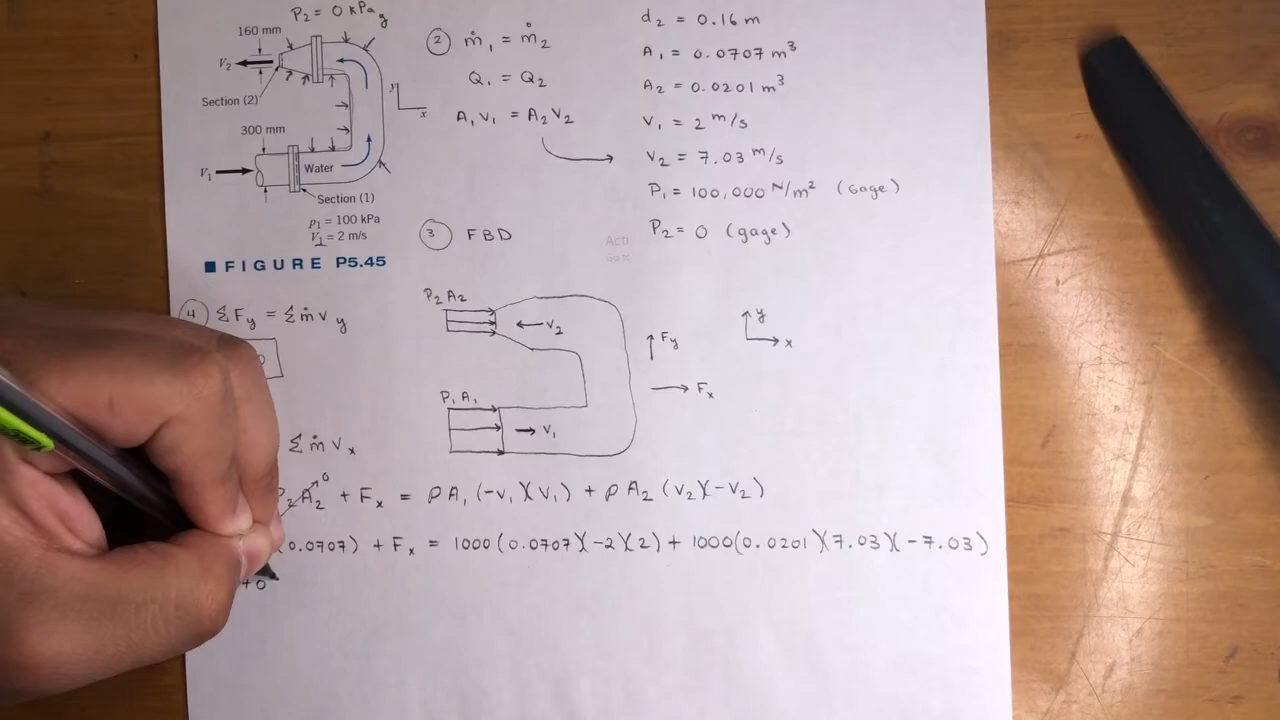 P₂ = 0 kPa g
160 mm
V₂
Section (2)
300 mm
V₁
Water
Section (1)
p₁ = 100 kPa
V₁ = 2 m/s
y
x
■ FIGURE P5.45
② ṁ₁ = ṁ₂
Q₁ = Q₂
A₁V₁ = A₂V₂
d₂ = 0.16 m
A₁ = 0.0707 m³
A₂ = 0.0201 m³
V₁ = 2 m/s
V₂ = 7.03 m/s
P₁ = 100,000 N/m² (Gage)
P₂ = 0 (gage)
③ FBD
P₂A₂
V₂
P₁A₁
V₁
Fy
Fx
y
x
④ ΣFy = Σṁvy
Σṁvx
P₂A₂ 0 + Fx = ρA₁(-v₁)(v₁) + ρA₂(v₂)(-v₂)
(0.0707) + Fx = 1000(0.0707)(-2)(2) + 1000(0.0201)(7.03)(-7.03)
+0